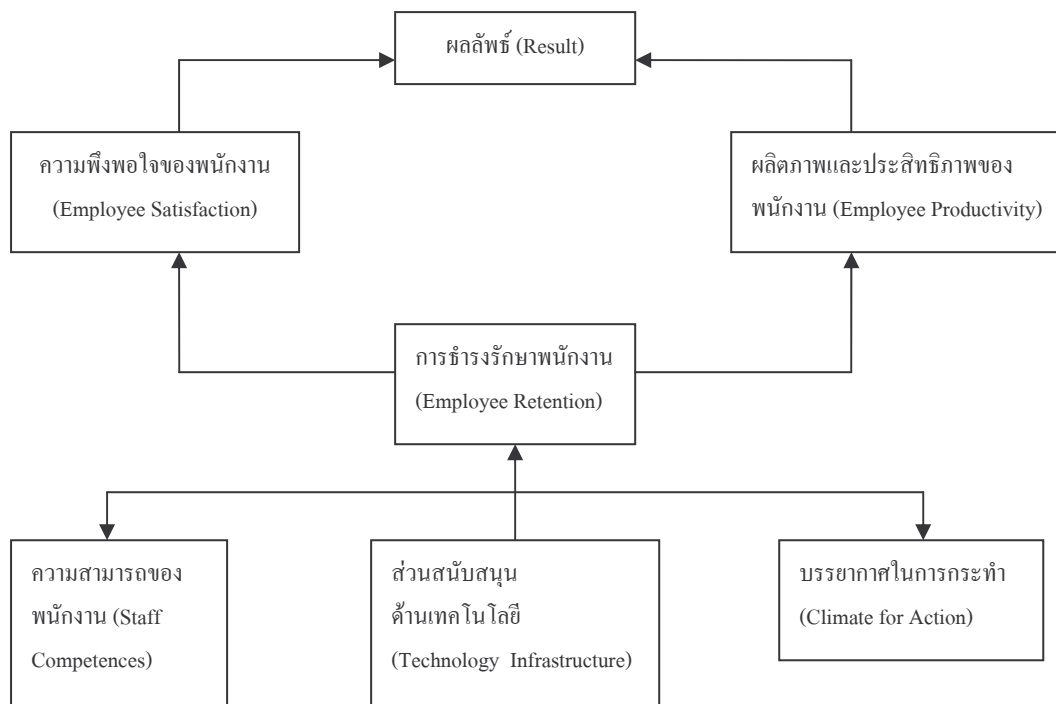 ผลลัพธ์ (Result)
ความพึงพอใจของพนักงาน
(Employee Satisfaction)
ผลิตภาพและประสิทธิภาพของ
พนักงาน (Employee Productivity)
การธำรงรักษาพนักงาน
(Employee Retention)
ความสามารถของ
พนักงาน (Staff
Competences)
ส่วนสนับสนุน
ด้านเทคโนโลยี
(Technology Infrastructure)
บรรยากาศในการกระทำ
(Climate for Action)